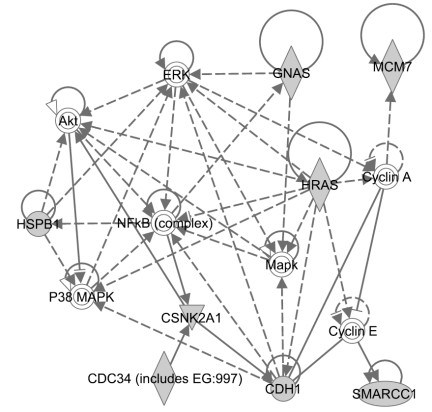 ERK
GNAS
MCM7
Akt
HRAS
Cyclin A
HSPB1
NFkB (complex)
Mapk
P38 MAPK
CSNK2A1
Cyclin E
CDC34 (includes EG:997)
CDH1
SMARCC1